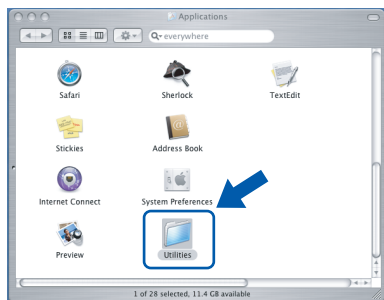 Applications
everywhere
Safari
Sherlock
TextEdit
Stickies
Address Book
Internet Connect
System Preferences
Preview
Utilities
1 of 28 selected, 11.4 GB available